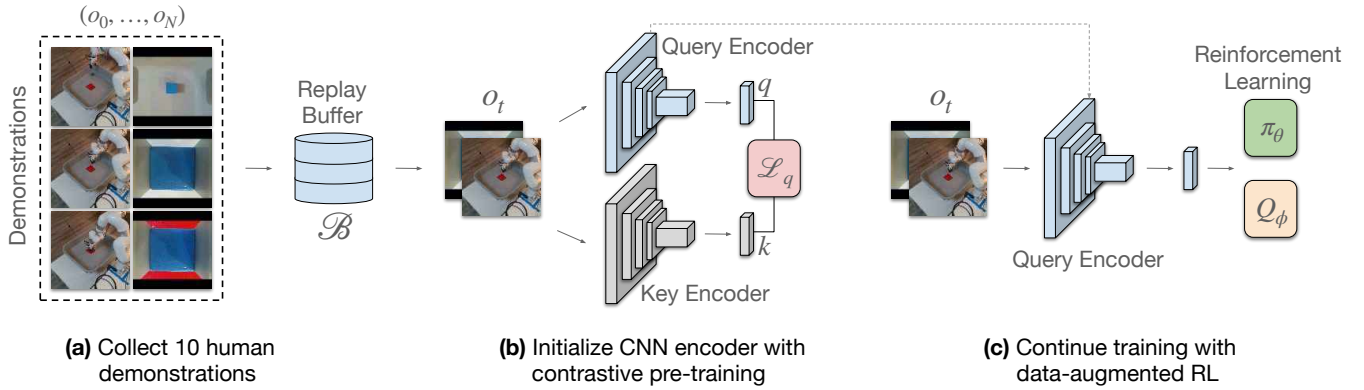 (o_0, …, o_N)
Demonstrations
Replay
Buffer
ℬ
o_t
Query Encoder
q
ℒ_q
k
Key Encoder
o_t
Query Encoder
Reinforcement
Learning
π_θ
Q_ϕ
(a) Collect 10 human
demonstrations
(b) Initialize CNN encoder with
contrastive pre-training
(c) Continue training with
data-augmented RL